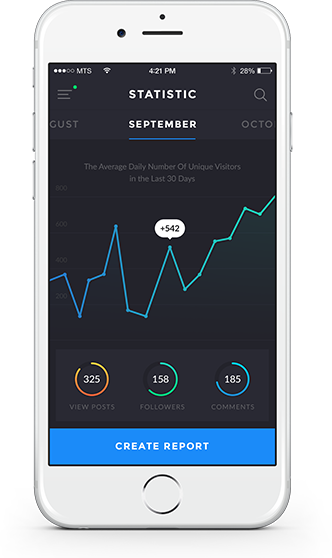 MTS 4:21 PM 28%
STATISTIC
GUST SEPTEMBER OCTO
The Average Daily Number Of Unique Visitors
in the Last 30 Days
800
600
+542
400
200
325 158 185
VIEW POSTS FOLLOWERS COMMENTS
CREATE REPORT